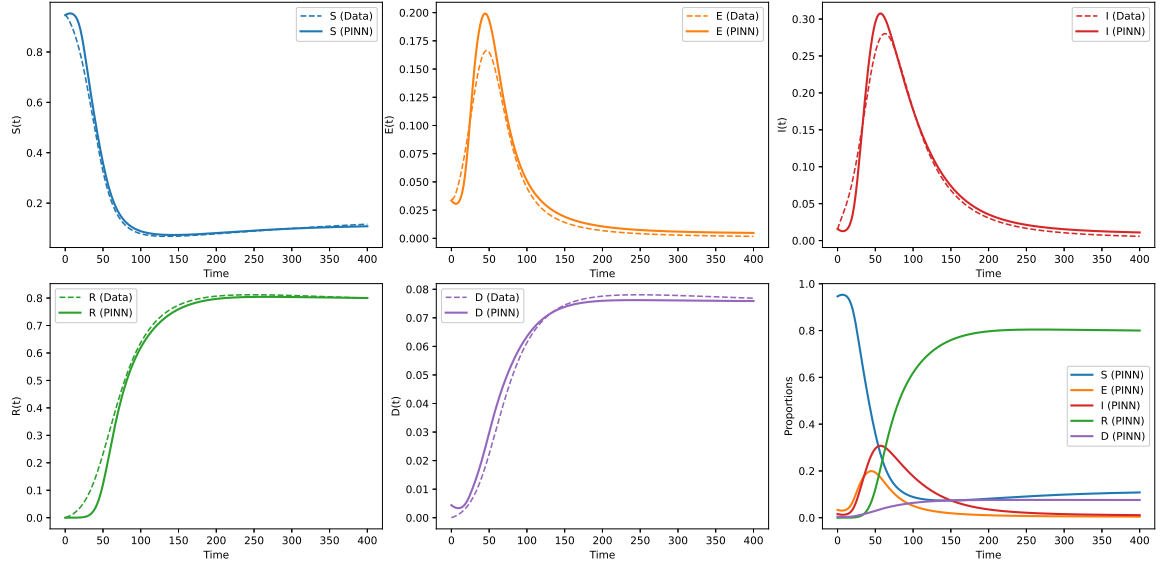 S (Data)
S (PINN)
0.8
0.6
0.4
0.2
S(t)
0 50 100 150 200 250 300 350 400
Time
E (Data)
E (PINN)
0.200
0.175
0.150
0.125
0.100
0.075
0.050
0.025
0.000
E(t)
0 50 100 150 200 250 300 350 400
Time
I (Data)
I (PINN)
0.30
0.25
0.20
0.15
0.10
0.05
0.00
I(t)
0 50 100 150 200 250 300 350 400
Time
R (Data)
R (PINN)
0.8
0.7
0.6
0.5
0.4
0.3
0.2
0.1
0.0
R(t)
0 50 100 150 200 250 300 350 400
Time
D (Data)
D (PINN)
0.08
0.07
0.06
0.05
0.04
0.03
0.02
0.01
0.00
D(t)
0 50 100 150 200 250 300 350 400
Time
1.0
0.8
0.6
0.4
0.2
0.0
Proportions
S (PINN)
E (PINN)
I (PINN)
R (PINN)
D (PINN)
0 50 100 150 200 250 300 350 400
Time